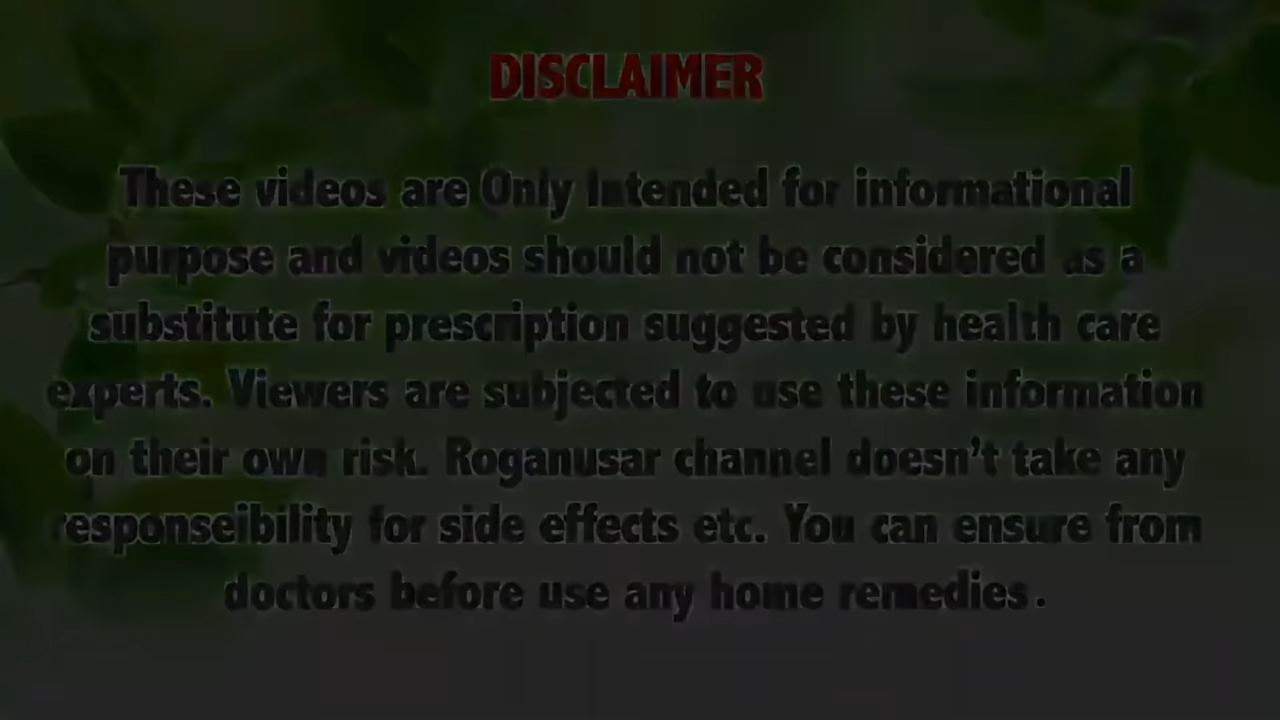 DISCLAIMER
These videos are Only Intended for informational
purpose and videos should not be considered as a
substitute for prescription suggested by health care
experts. Viewers are subjected to use these information
on their own risk. Roganusar channel doesn't take any
responseibility for side effects etc. You can ensure from
doctors before use any home remedies.